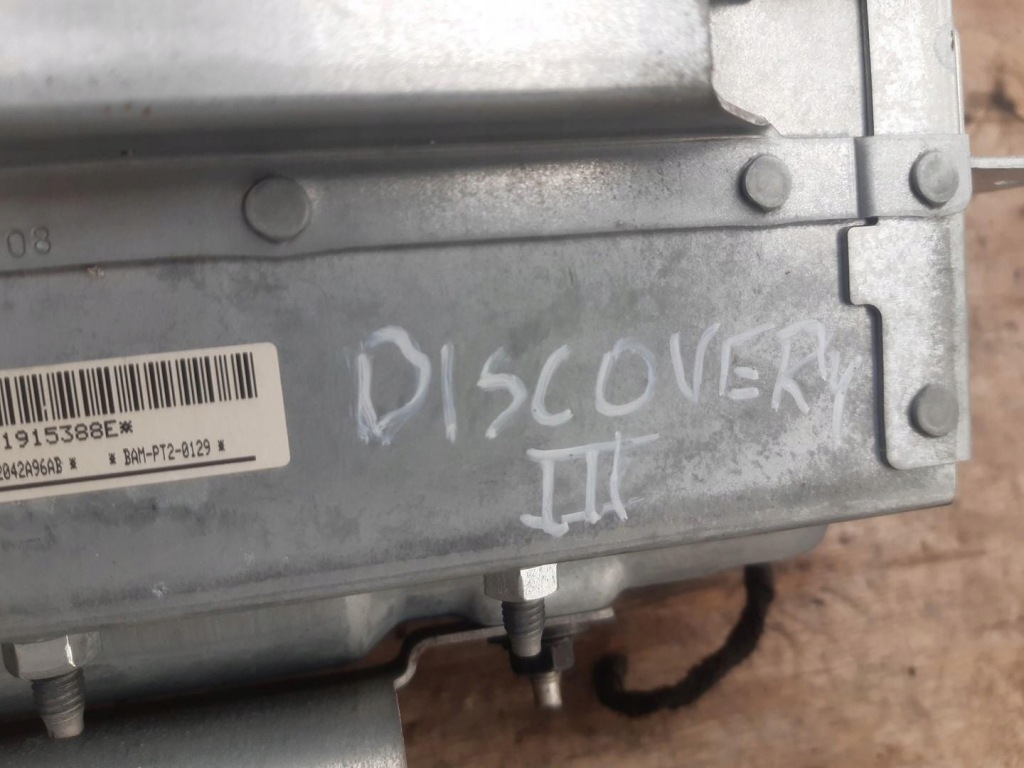 08
1915388E*
2042A96AB * * BAM-PT2-0129 *
DISCOVERY
III